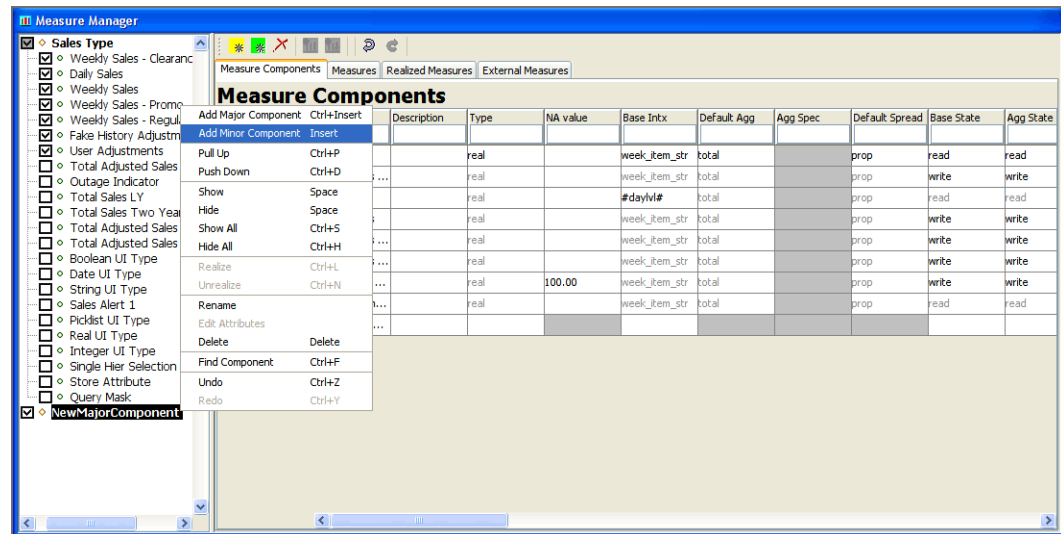 Measure Manager
Sales Type
Weekly Sales - Clearanc
Daily Sales
Weekly Sales
Weekly Sales - Promo
Weekly Sales - Regul
Fake History Adjustm
User Adjustments
Total Adjusted Sales
Outage Indicator
Total Sales LY
Total Sales Two Year
Total Adjusted Sales
Total Adjusted Sales
Boolean UI Type
Date UI Type
String UI Type
Sales Alert 1
Picklist UI Type
Real UI Type
Integer UI Type
Single Hier Selection
Store Attribute
Query Mask
NewMajorComponent
Add Major Component Ctrl+Insert
Add Minor Component Insert
Pull Up Ctrl+P
Push Down Ctrl+D
Show Space
Hide Space
Show All Ctrl+S
Hide All Ctrl+H
Realize Ctrl+L
Unrealize Ctrl+N
Rename
Edit Attributes
Delete Delete
Find Component Ctrl+F
Undo Ctrl+Z
Redo Ctrl+Y
Measure Components Measures Realized Measures External Measures
Measure Components
Description Type NA value Base Intx Default Agg Agg Spec Default Spread Base State Agg State
real week_item_str total prop read read
s ... real week_item_str total prop write write
real #daylvl# total prop read read
s real week_item_str total prop write write
s ... real week_item_str total prop write write
s ... real week_item_str total prop write write
... real 100.00 week_item_str total prop write write
n... real week_item_str total prop read read
...